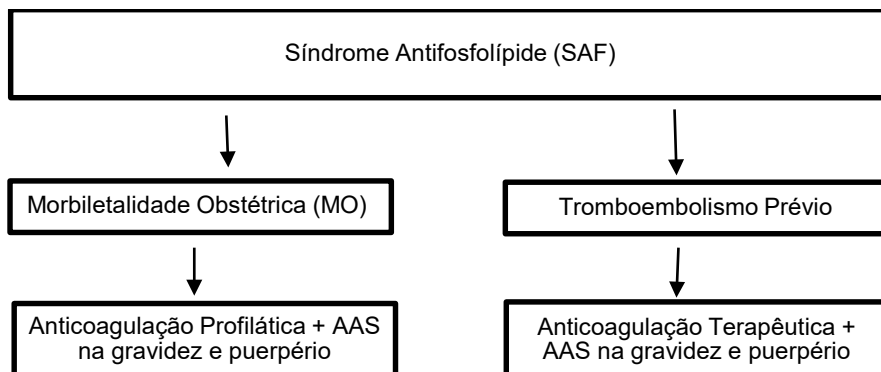 Síndrome Antifosfolípide (SAF)
Morbiletalidade Obstétrica (MO)
Tromboembolismo Prévio
Anticoagulação Profilática + AAS
na gravidez e puerpério
Anticoagulação Terapêutica +
AAS na gravidez e puerpério